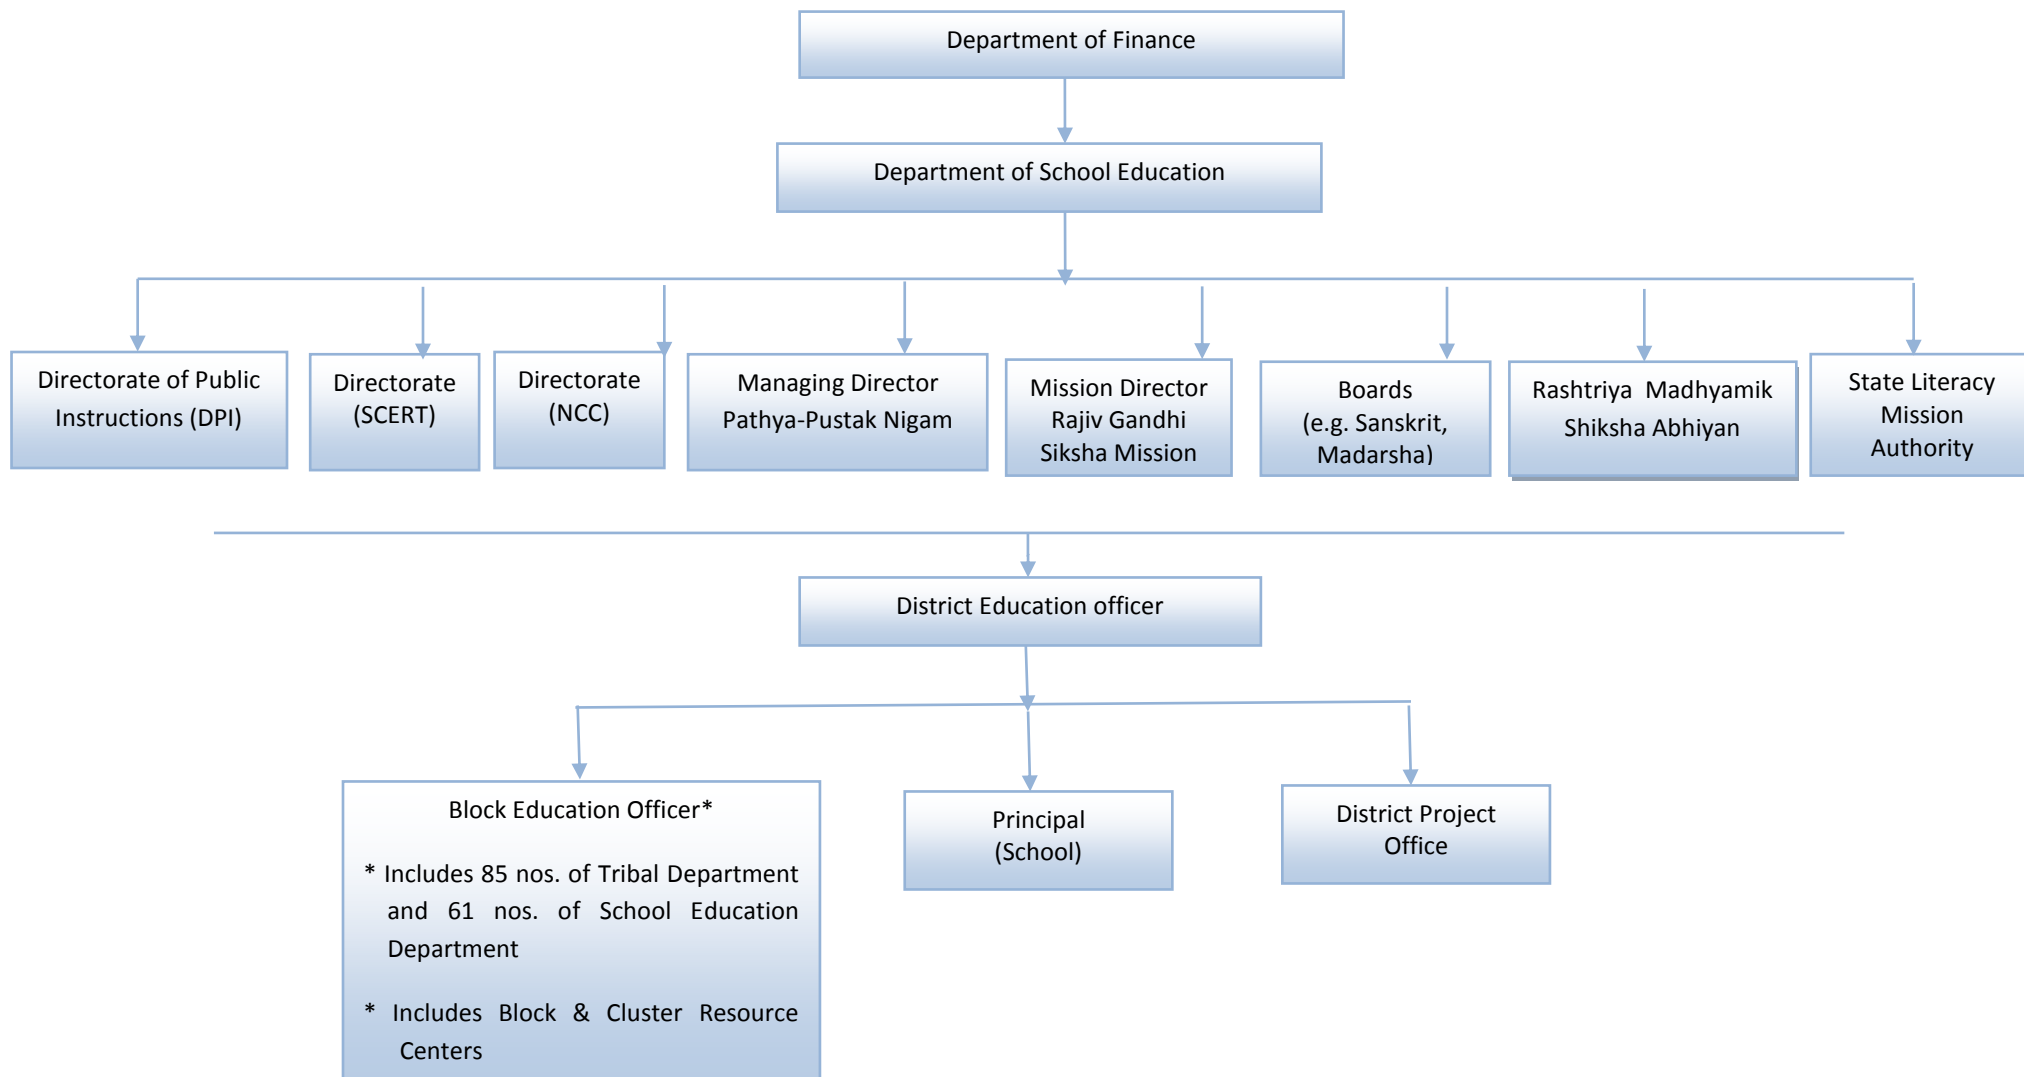 Department of Finance
Department of School Education
Directorate of Public
Instructions (DPI)
Directorate
(SCERT)
Directorate
(NCC)
Managing Director
Pathya-Pustak Nigam
Mission Director
Rajiv Gandhi
Siksha Mission
Boards
(e.g. Sanskrit,
Madarsha)
Rashtriya Madhyamik
Shiksha Abhiyan
State Literacy
Mission
Authority
District Education officer
Block Education Officer*
* Includes 85 nos. of Tribal Department
and 61 nos. of School Education
Department
* Includes Block & Cluster Resource
Centers
Principal
(School)
District Project
Office